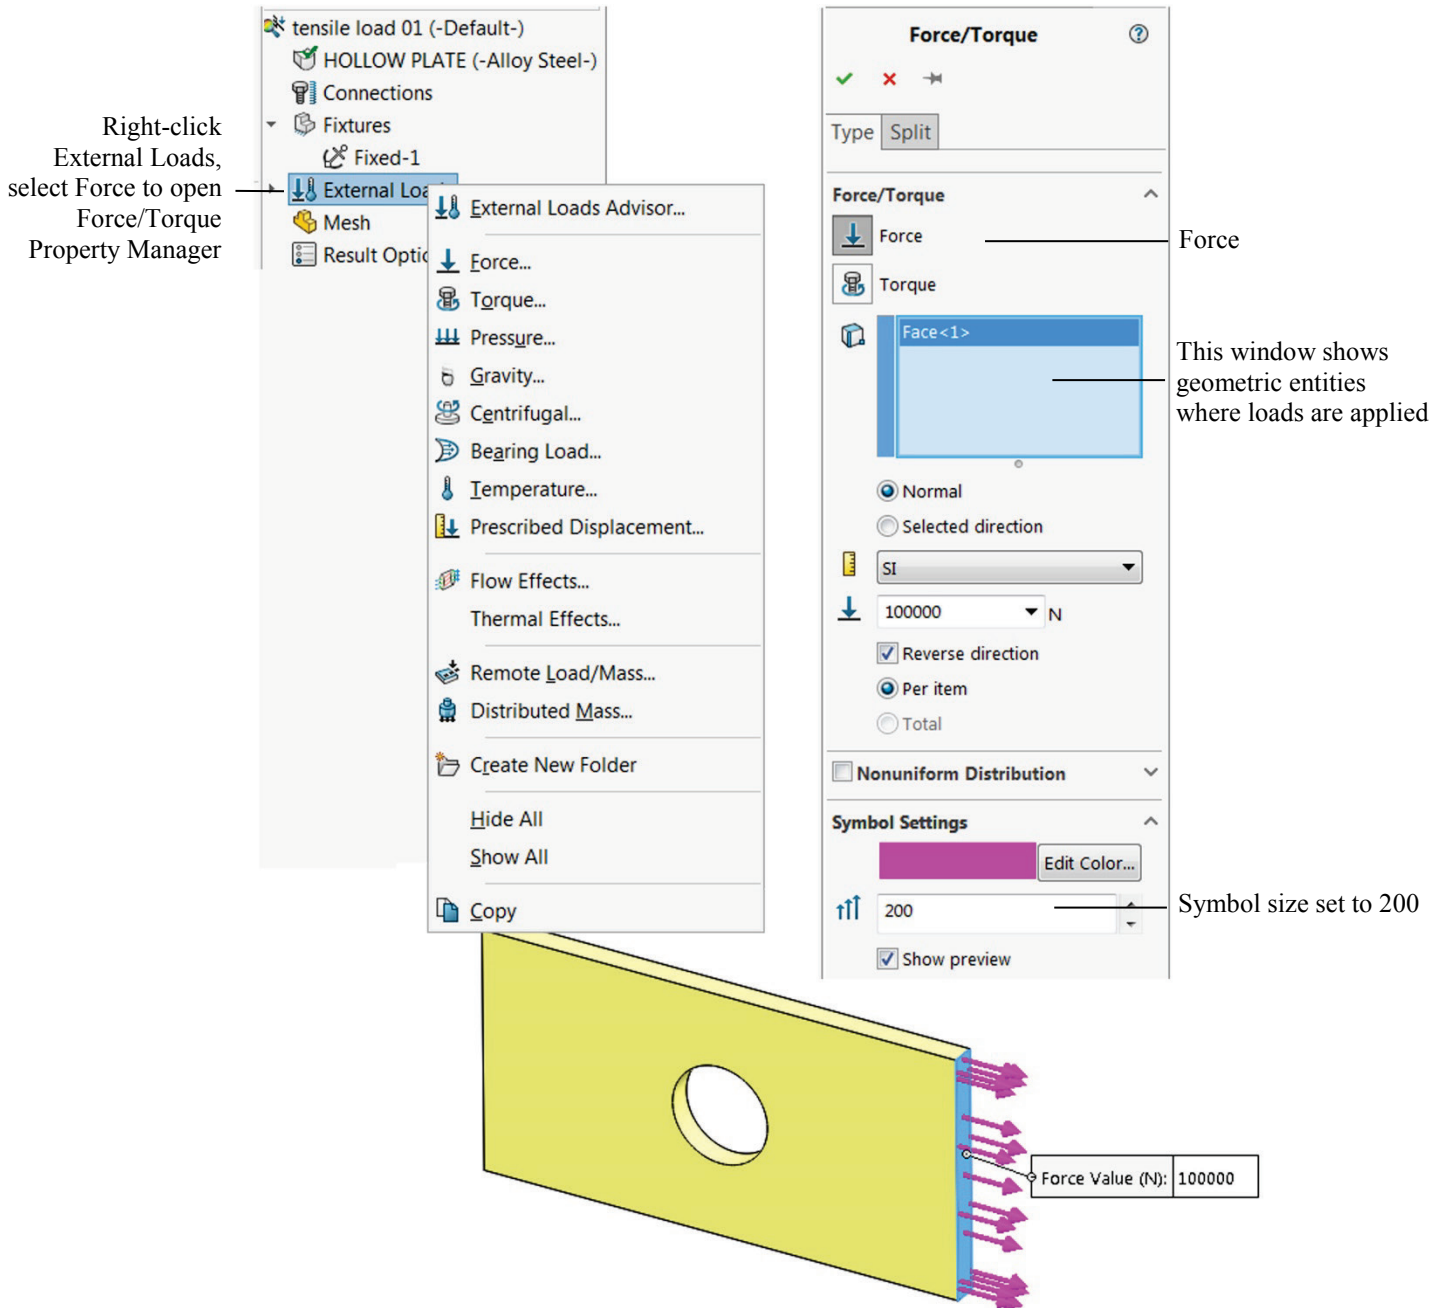 tensile load 01 (-Default-)
HOLLOW PLATE (-Alloy Steel-)
Connections
Fixtures
Fixed-1
External Loa
Mesh
Result Optic
Right-click
External Loads,
select Force to open
Force/Torque
Property Manager
External Loads Advisor...
Force...
Torque...
Pressure...
Gravity...
Centrifugal...
Bearing Load...
Temperature...
Prescribed Displacement...
Flow Effects...
Thermal Effects...
Remote Load/Mass...
Distributed Mass...
Create New Folder
Hide All
Show All
Copy
Force/Torque
Type Split
Force/Torque
Force
Torque
Face<1>
Normal
Selected direction
SI
100000 N
Reverse direction
Per item
Total
Nonuniform Distribution
Symbol Settings
Edit Color...
200
Show preview
Force
This window shows
geometric entities
where loads are applied
Symbol size set to 200
Force Value (N): 100000